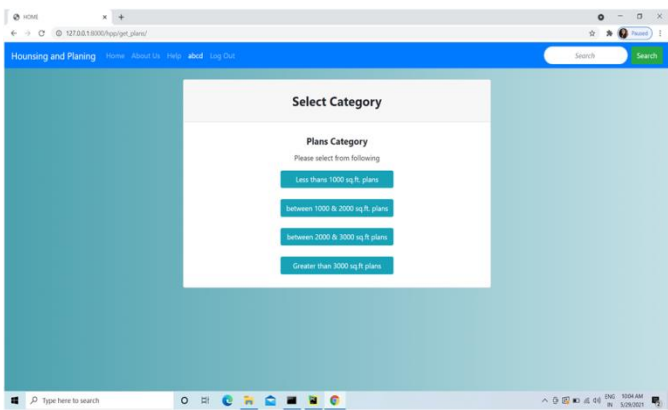 HOME
127.0.0.1:8000/hpp/get_plans/
Paused
Hounsing and Planing Home About Us Help abcd Log Out Search Search
Select Category
Plans Category
Please select from following
Less thans 1000 sq.ft. plans
between 1000 & 2000 sq.ft. plans
between 2000 & 3000 sq.ft plans
Greater than 3000 sq.ft plans
Type here to search
ENG 10:04 AM
IN 5/29/2021